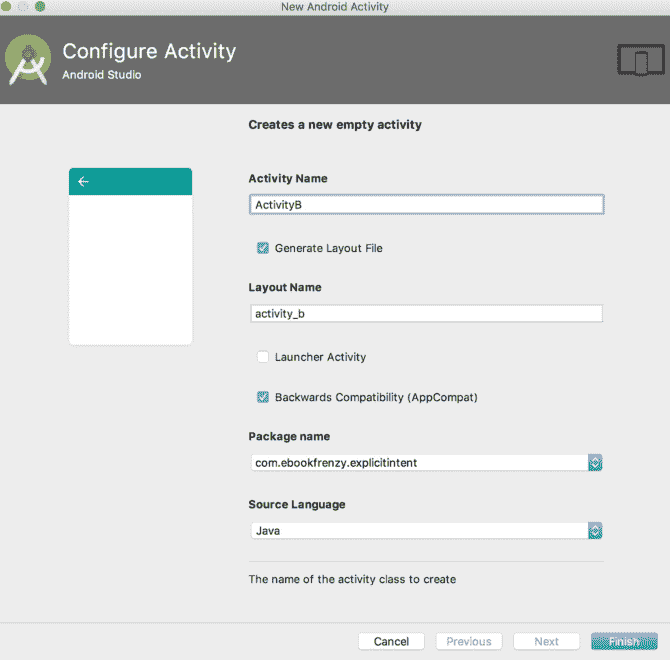 New Android Activity
Configure Activity
Android Studio
Creates a new empty activity
Activity Name
ActivityB
Generate Layout File
Layout Name
activity_b
Launcher Activity
Backwards Compatibility (AppCompat)
Package name
com.ebookfrenzy.explicitintent
Source Language
Java
The name of the activity class to create
Cancel Previous Next Finish